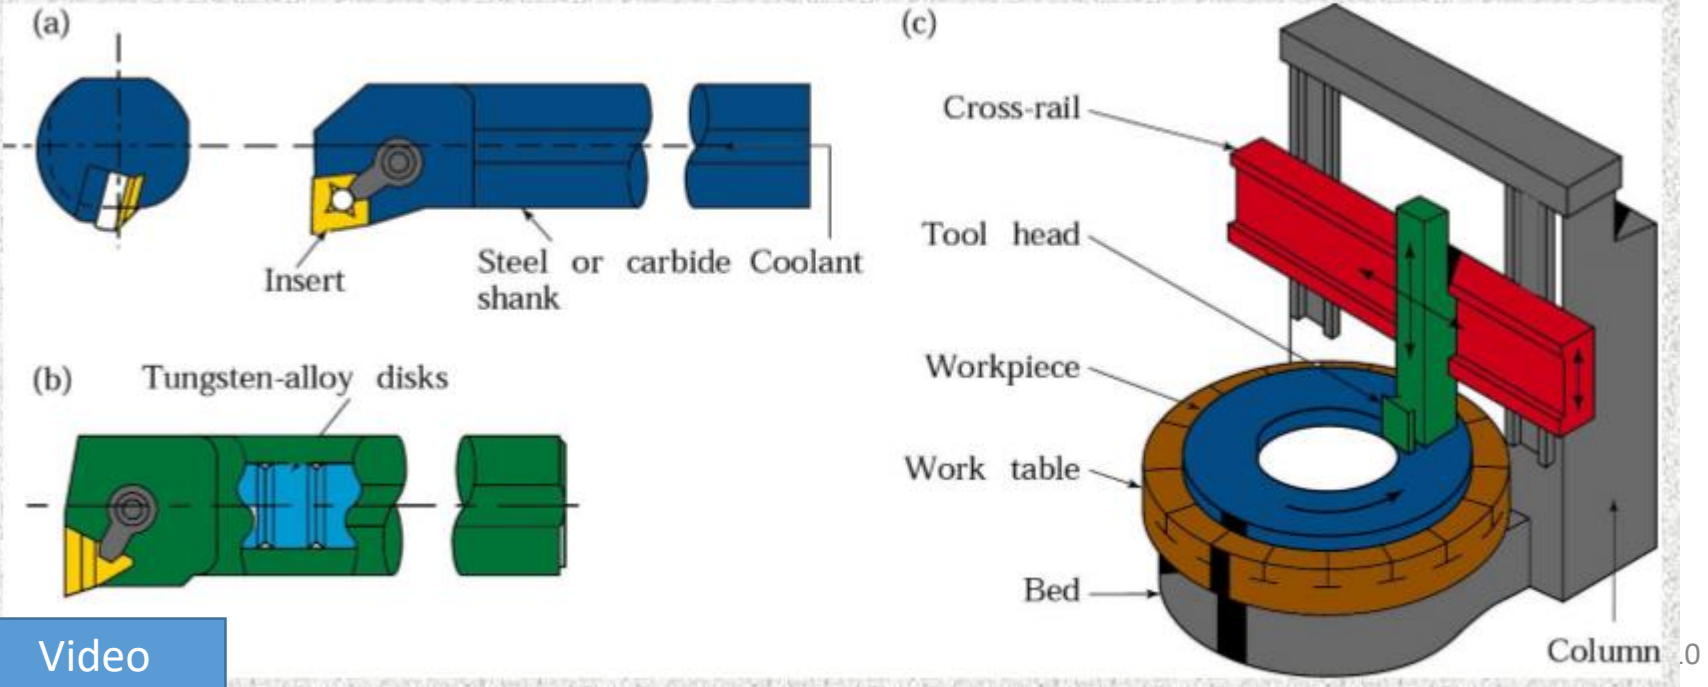 (a)
Insert
Steel or carbide
shank
Coolant
(b)
Tungsten-alloy disks
Video
(c)
Cross-rail
Tool head
Workpiece
Work table
Bed
Column
.0